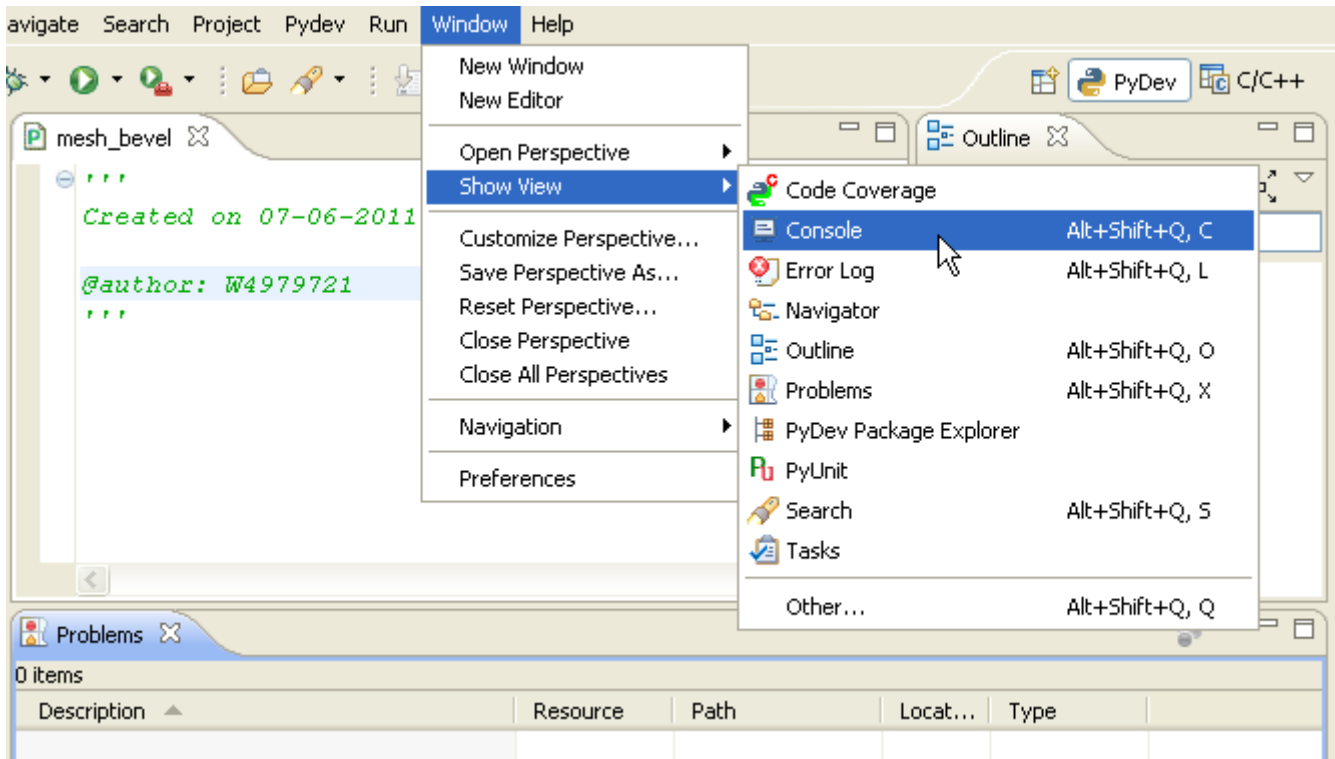 avigate Search Project Pydev Run Window Help
New Window
New Editor
Open Perspective
Show View
Customize Perspective...
Save Perspective As...
Reset Perspective...
Close Perspective
Close All Perspectives
Navigation
Preferences
PyDev C/C++
mesh_bevel
Outline
'''
Created on 07-06-2011
@author: W4979721
'''
Code Coverage
Console Alt+Shift+Q, C
Error Log Alt+Shift+Q, L
Navigator
Outline Alt+Shift+Q, O
Problems Alt+Shift+Q, X
PyDev Package Explorer
PyUnit
Search Alt+Shift+Q, S
Tasks
Other... Alt+Shift+Q, Q
Problems
0 items
Description Resource Path Locat... Type